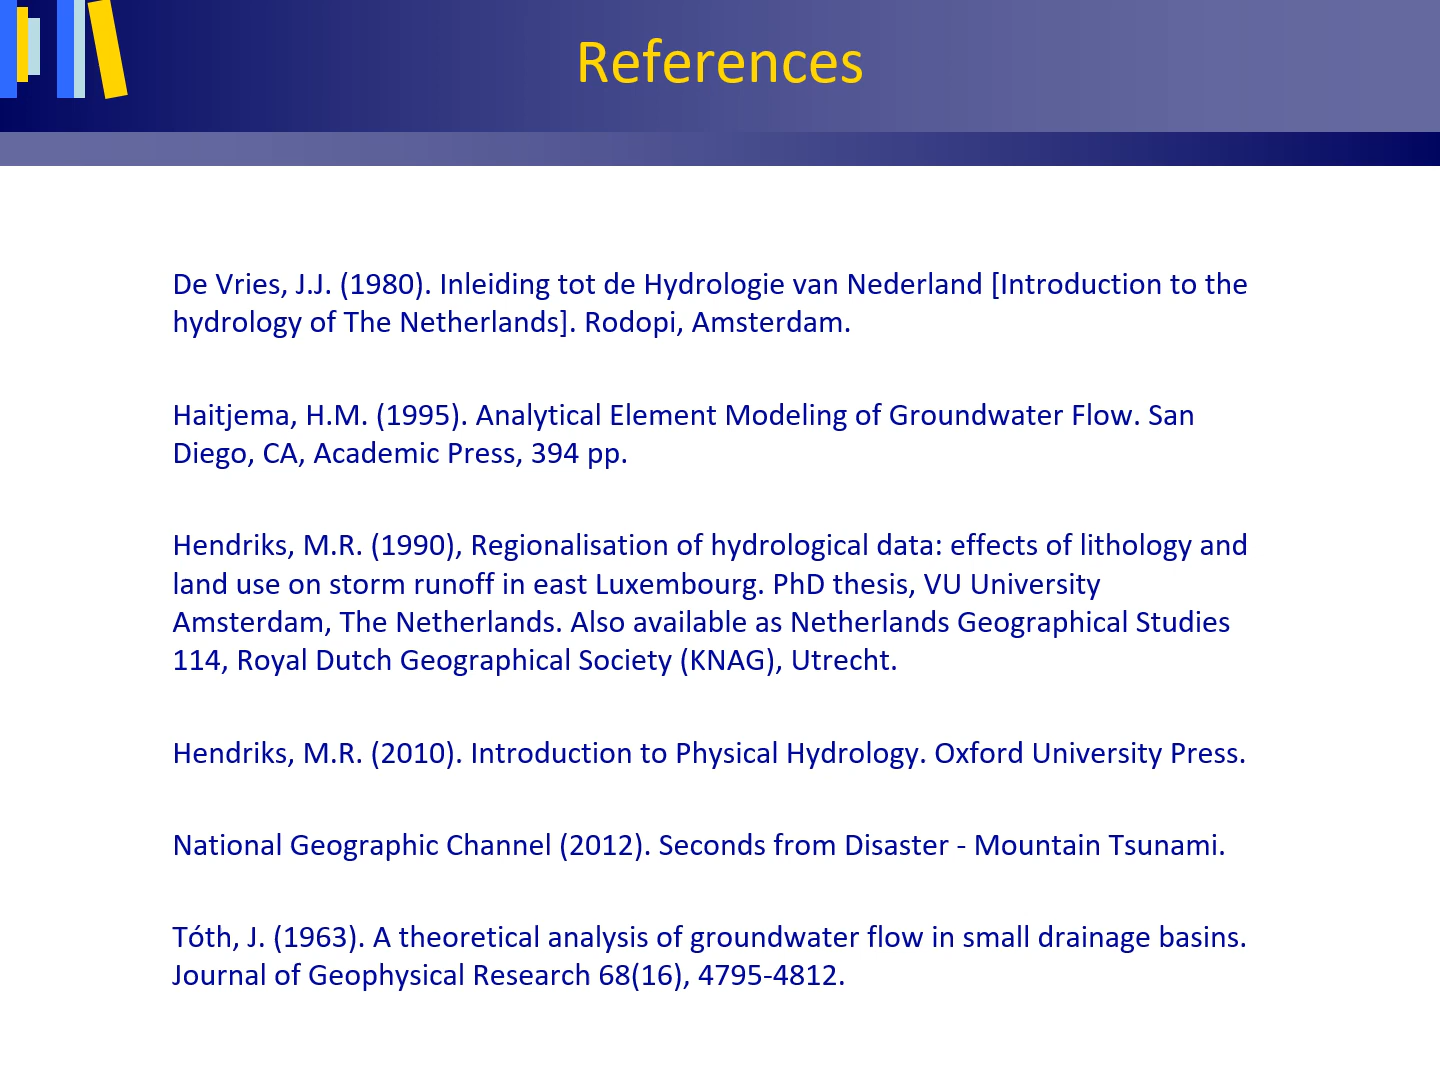 References
De Vries, J.J. (1980). Inleiding tot de Hydrologie van Nederland [Introduction to the
hydrology of The Netherlands]. Rodopi, Amsterdam.
Haitjema, H.M. (1995). Analytical Element Modeling of Groundwater Flow. San
Diego, CA, Academic Press, 394 pp.
Hendriks, M.R. (1990), Regionalisation of hydrological data: effects of lithology and
land use on storm runoff in east Luxembourg. PhD thesis, VU University
Amsterdam, The Netherlands. Also available as Netherlands Geographical Studies
114, Royal Dutch Geographical Society (KNAG), Utrecht.
Hendriks, M.R. (2010). Introduction to Physical Hydrology. Oxford University Press.
National Geographic Channel (2012). Seconds from Disaster - Mountain Tsunami.
Tóth, J. (1963). A theoretical analysis of groundwater flow in small drainage basins.
Journal of Geophysical Research 68(16), 4795-4812.